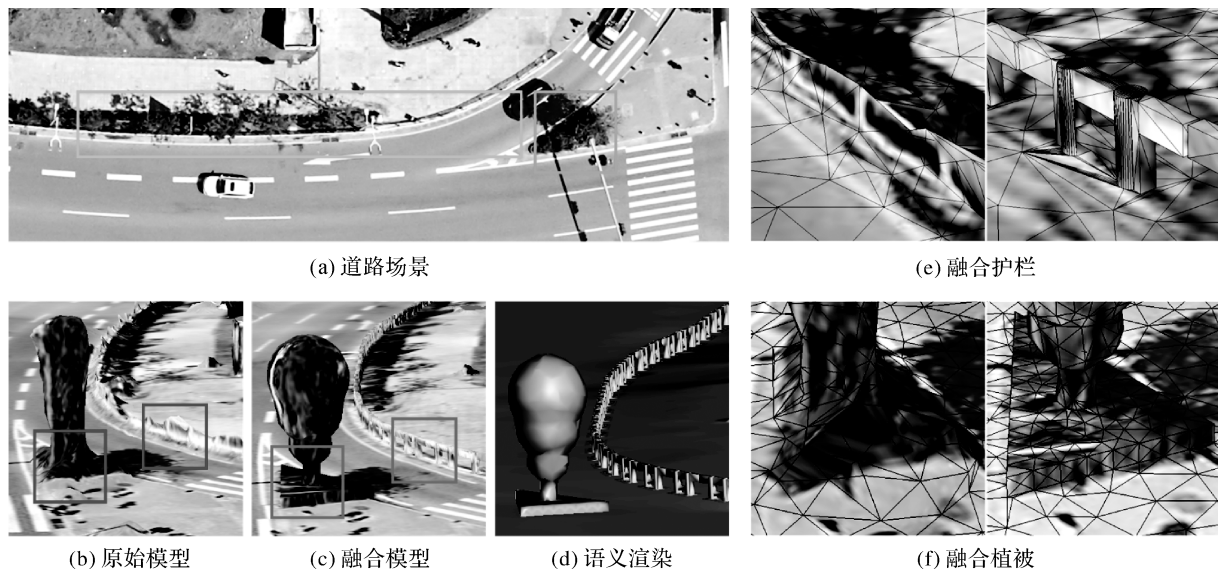 (a) 道路场景
(e) 融合护栏
(b) 原始模型
(c) 融合模型
(d) 语义渲染
(f) 融合植被